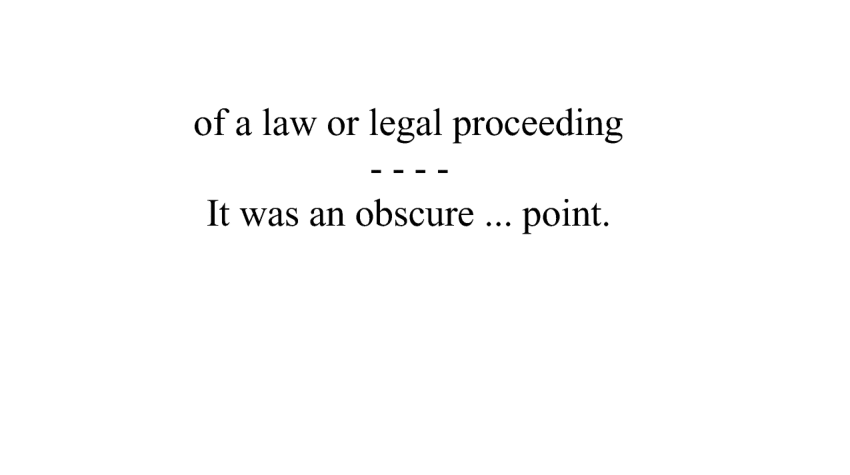 of a law or legal proceeding
- - - -
It was an obscure ... point.